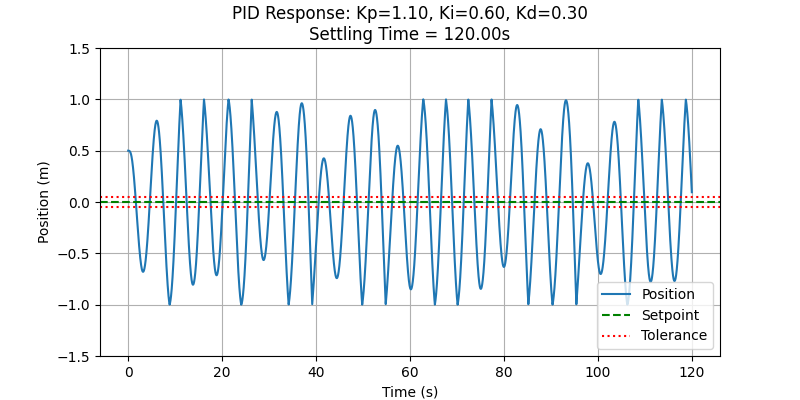 PID Response: Kp=1.10, Ki=0.60, Kd=0.30
Settling Time = 120.00s
1.5
1.0
0.5
0.0
−0.5
−1.0
−1.5
Position (m)
Position
Setpoint
Tolerance
0
20
40
60
80
100
120
Time (s)